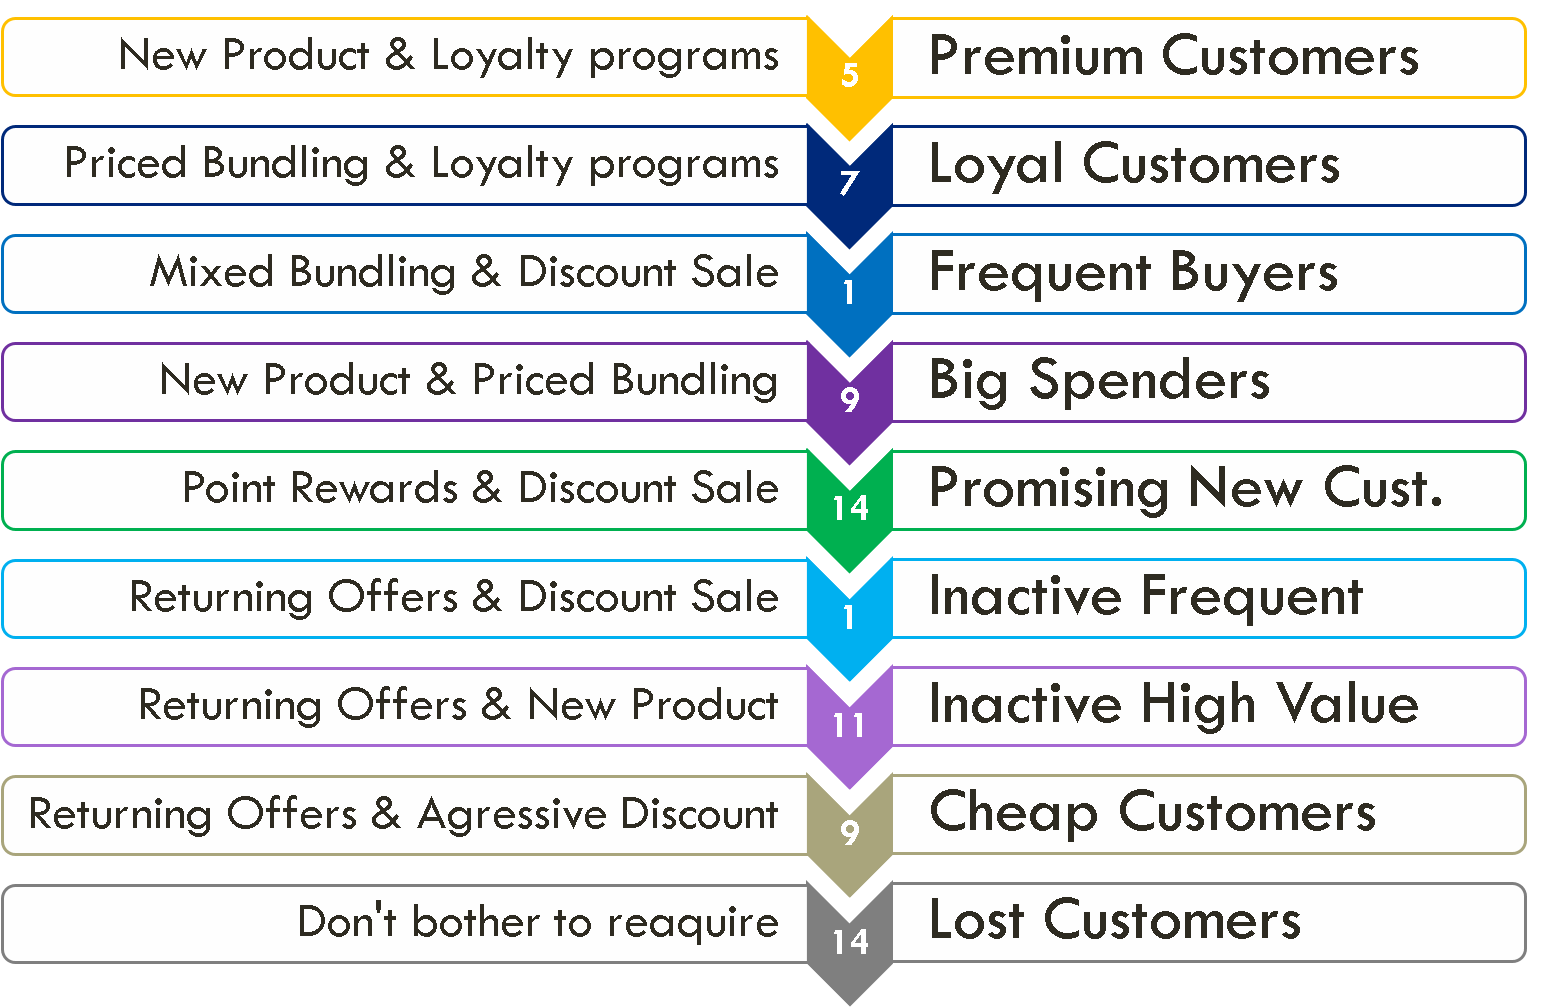 New Product & Loyalty programs 5 Premium Customers
Priced Bundling & Loyalty programs 7 Loyal Customers
Mixed Bundling & Discount Sale 1 Frequent Buyers
New Product & Priced Bundling 9 Big Spenders
Point Rewards & Discount Sale 14 Promising New Cust.
Returning Offers & Discount Sale 1 Inactive Frequent
Returning Offers & New Product 11 Inactive High Value
Returning Offers & Agressive Discount 9 Cheap Customers
Don't bother to reaquire 14 Lost Customers